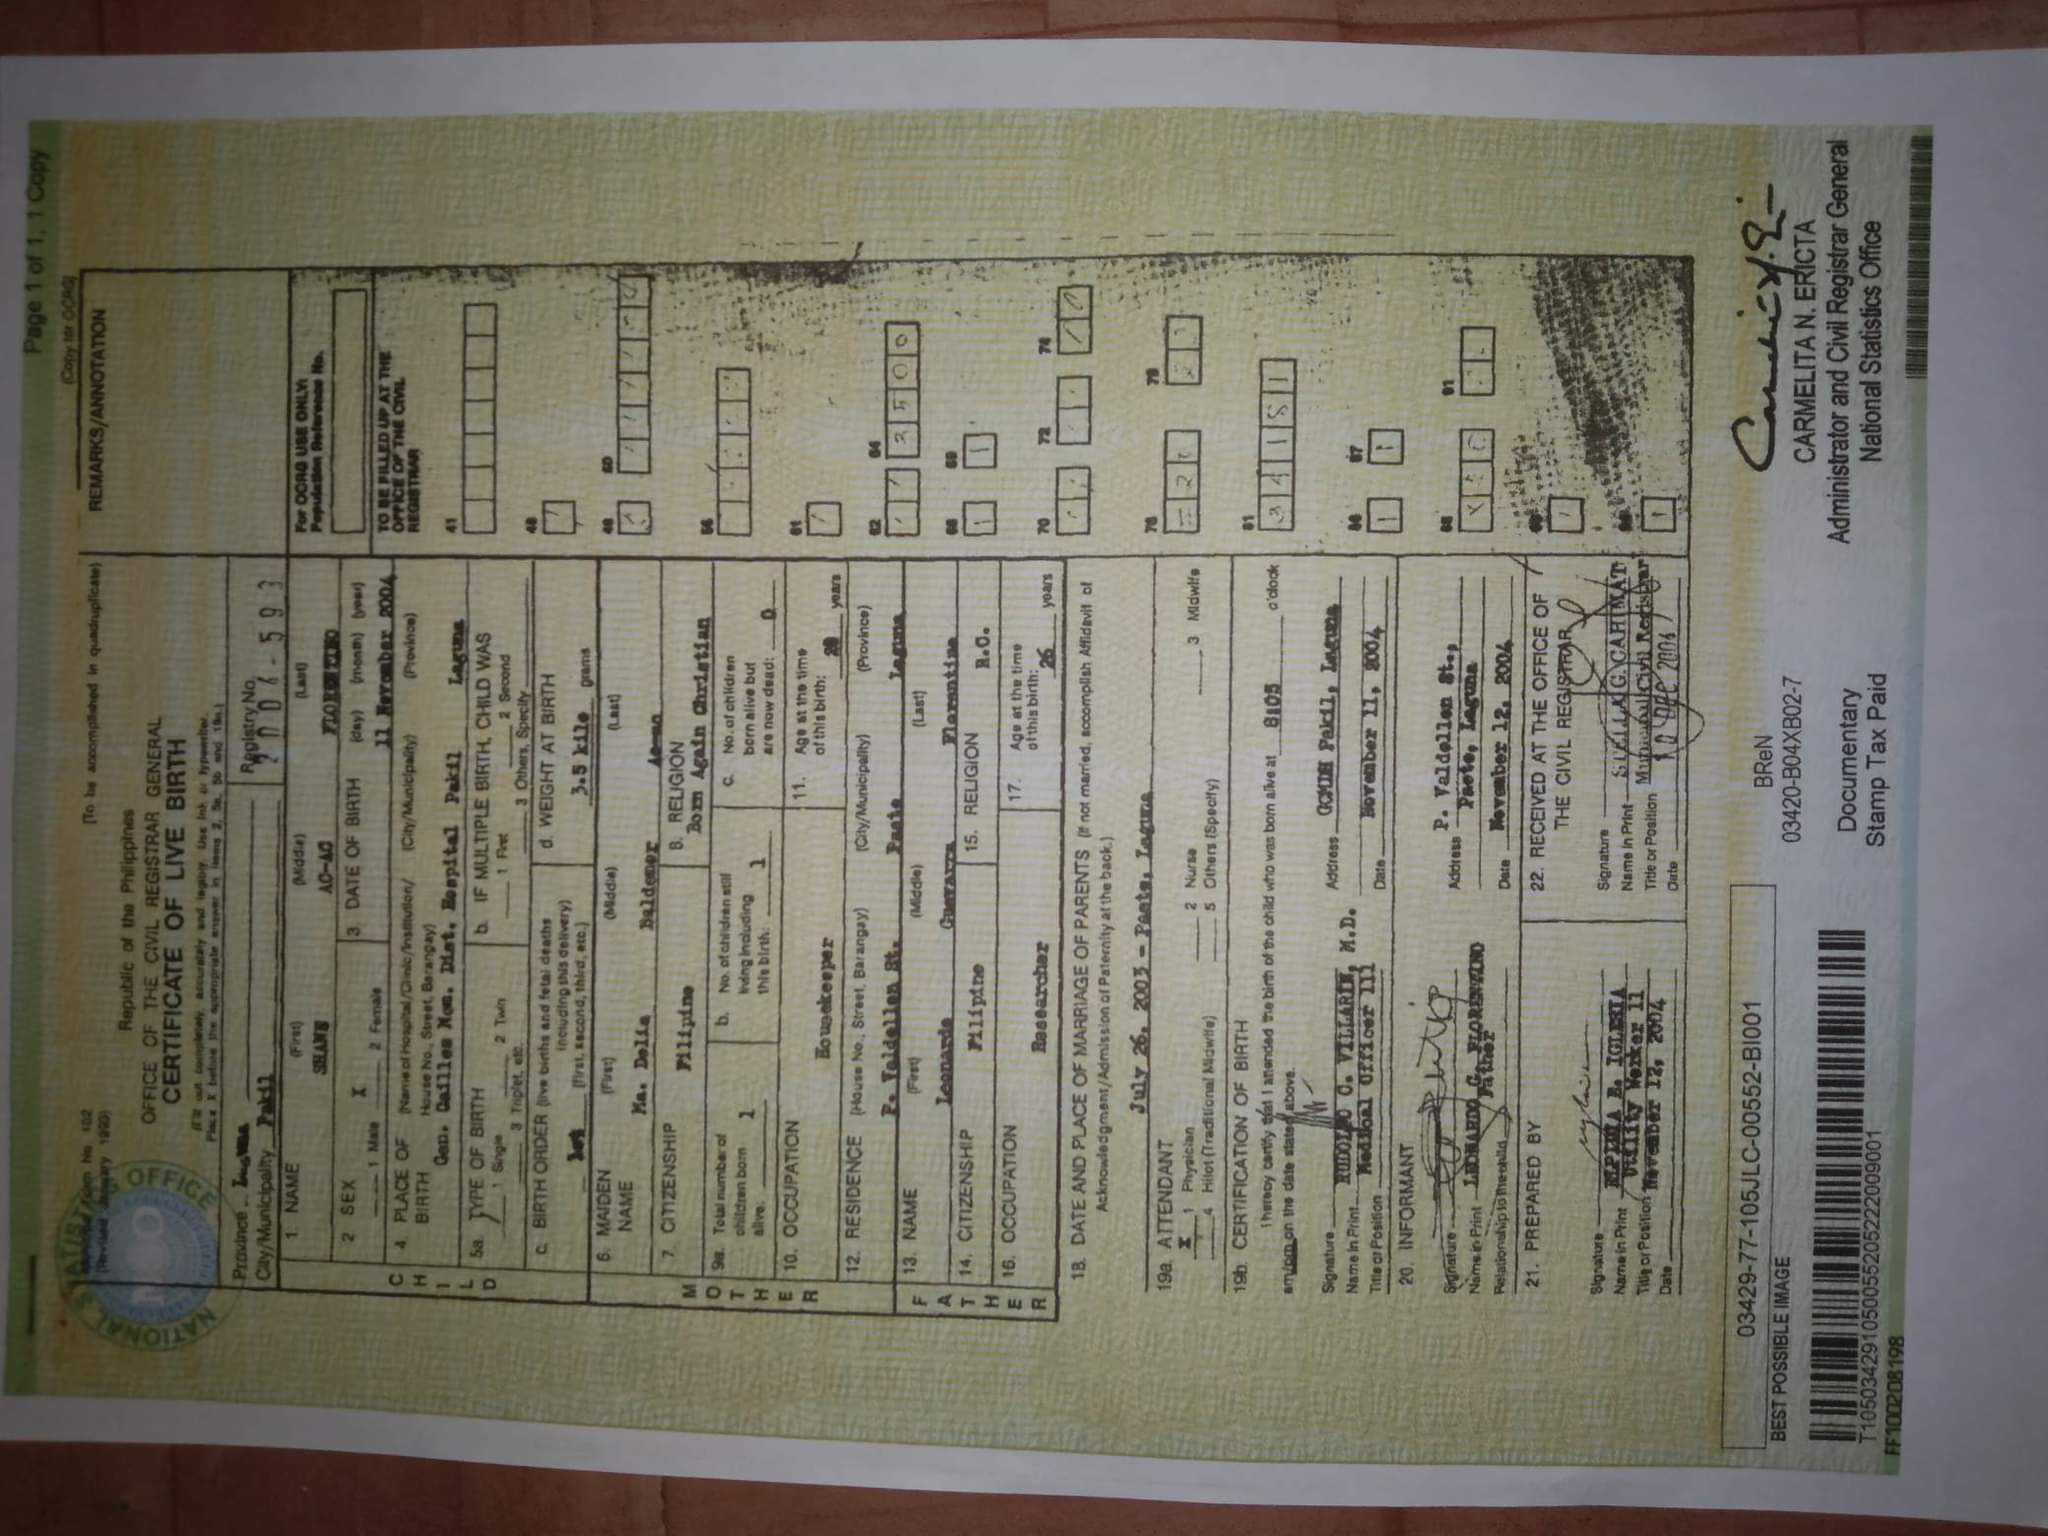 Page 1 of 1, 1 Copy
(Copy for OCRG)
Municipal Form No. 102
(Revised January 1993)
(To be accomplished in quadruplicate)
REMARKS/ANNOTATION
NATIONAL STATISTICS OFFICE
Republic of the Philippines
OFFICE OF THE CIVIL REGISTRAR GENERAL
CERTIFICATE OF LIVE BIRTH
(Fill out completely, accurately and legibly. Use ink or typewriter.
Place X before the appropriate answer in items 2, 5a, 5b and 19a.)
Province Laguna
City/Municipality Pakil
Registry No.
2004-593
CHILD
1. NAME (First) (Middle) (Last)
SHANE AC-AC FLORENTINO
For OCRG USE ONLY:
Population Reference No.
2 SEX
1 Male X 2 Female
3. DATE OF BIRTH (day) (month) (year)
11 November 2004
TO BE FILLED UP AT THE
OFFICE OF THE CIVIL
REGISTRAR
4. PLACE OF BIRTH (Name of Hospital/Clinic/Institution/ (City/Municipality) (Province)
House No., Street, Barangay)
Gen. Cailles Mem. Dist. Hospital Pakil Laguna
41
5a. TYPE OF BIRTH
1 Single 2 Twin
3 Triplet, etc.
b. IF MULTIPLE BIRTH, CHILD WAS
1 First 2 Second
3 Others, Specify
c. BIRTH ORDER (live births and fetal deaths
including this delivery)
1st (first, second, third, etc.)
d. WEIGHT AT BIRTH
3.5 kilo grams
48
MOTHER
6. MAIDEN NAME (First) (Middle) (Last)
Ma. Delia Baldemor Ac-ac
49 50
7. CITIZENSHIP
Filipino
8. RELIGION
Born Again Christian
9a. Total number of
children born
alive: 1
b. No. of children still
living including
this birth: 1
c. No. of children
born alive but
are now dead: 0
56
10. OCCUPATION
Housekeeper
11. Age at the time
of this birth: years
61
12. RESIDENCE (House No., Street, Barangay) (City/Municipality) (Province)
P. Valdellon St. Paete Laguna
62 64
2500
FATHER
13. NAME (First) (Middle) (Last)
Leonardo Guevarra Florentino
14. CITIZENSHIP
Filipino
15. RELIGION
R.C.
68 69
1 1
16. OCCUPATION
Researcher
17. Age at the time
of this birth:
26 years
70 72 74
18. DATE AND PLACE OF MARRIAGE OF PARENTS (If not married, accomplish Affidavit of
Acknowledgment/Admission of Paternity at the back.)
July 26, 2003 - Paete, Laguna
19a. ATTENDANT
X 1 Physician 2 Nurse 3 Midwife
4 Hilot (Traditional Midwife) 5 Others (Specify)
76 79
19b. CERTIFICATION OF BIRTH
I hereby certify that I attended the birth of the child who was born alive at 8:05 o'clock
am/pm on the date stated above.
81
Signature
Name in Print RODOLFO C. VILLARIN, M.D.
Title or Position Medical Officer III
Address GCMDH Pakil, Laguna
Date November 11, 2004
86 87
1 1
20. INFORMANT
Signature
Name in Print LEONARDO G. FLORENTINO
Relationship to the child Father
Address P. Valdellon St.,
Paete, Laguna
Date November 12, 2004
88 91
21. PREPARED BY
Signature
Name in Print ELPIDIA E. IGLESIA
Title or Position Utility Worker II
Date November 12, 2004
22. RECEIVED AT THE OFFICE OF
THE CIVIL REGISTRAR
Signature
Name in Print STELLA G. CAHIMAT
Title or Position Municipal Civil Registrar
Date 10 DEC 2004
1
1
03429-77-105JLC-00552-BI001
BEST POSSIBLE IMAGE
T105034291050055205222009001
FF100208198
BReN
03420-B04XB02-7
Documentary
Stamp Tax Paid
CARMELITA N. ERICTA
Administrator and Civil Registrar General
National Statistics Office